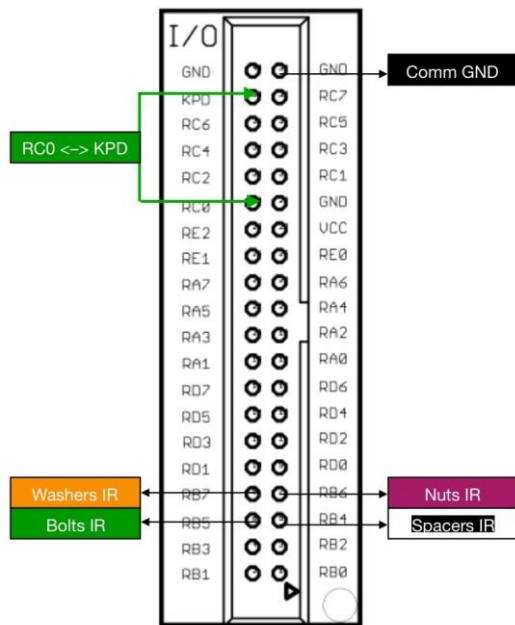 I/O
GND GND Comm GND
KPD RC7
RC6 RC5
RC0 <-> KPD RC4 RC3
RC2 RC1
RC0 GND
RE2 VCC
RE1 RE0
RA7 RA6
RA5 RA4
RA3 RA2
RA1 RA0
RD7 RD6
RD5 RD4
RD3 RD2
RD1 RD0
Washers IR RB7 RB6 Nuts IR
Bolts IR RB5 RB4 Spacers IR
RB3 RB2
RB1 RB0